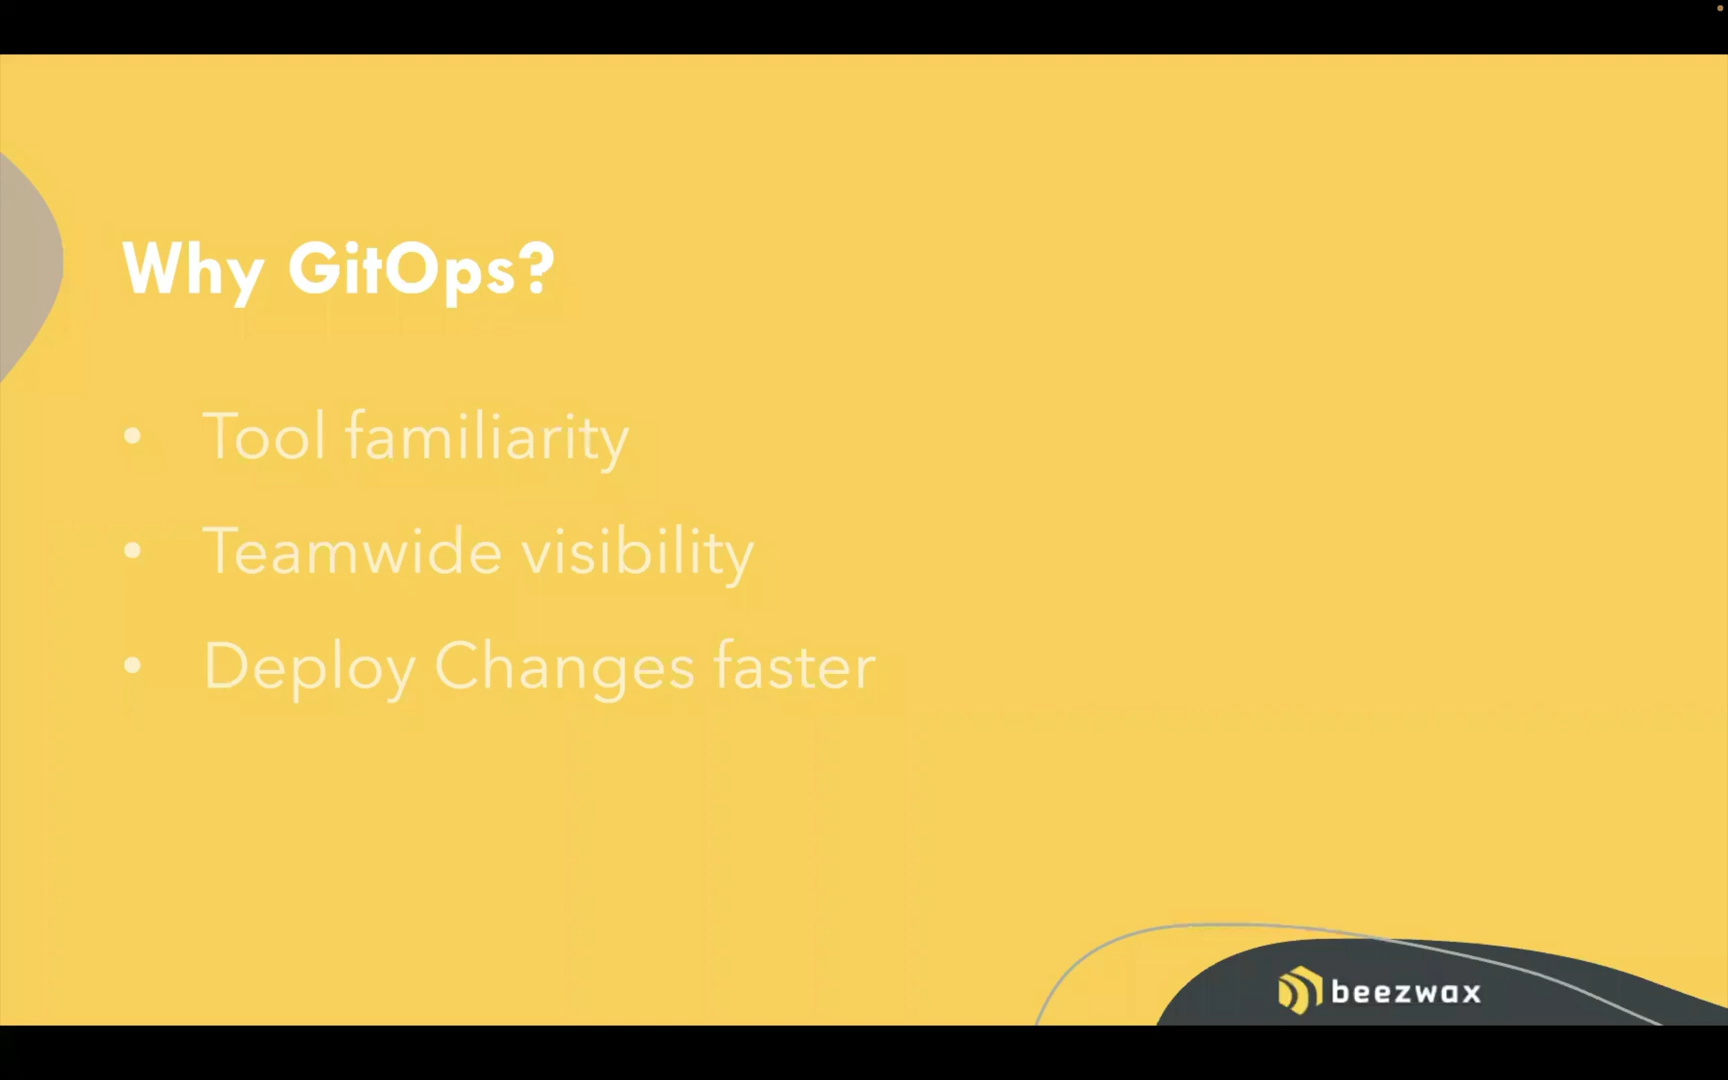 Why GitOps?
• Tool familiarity
• Teamwide visibility
• Deploy Changes faster
beezwax